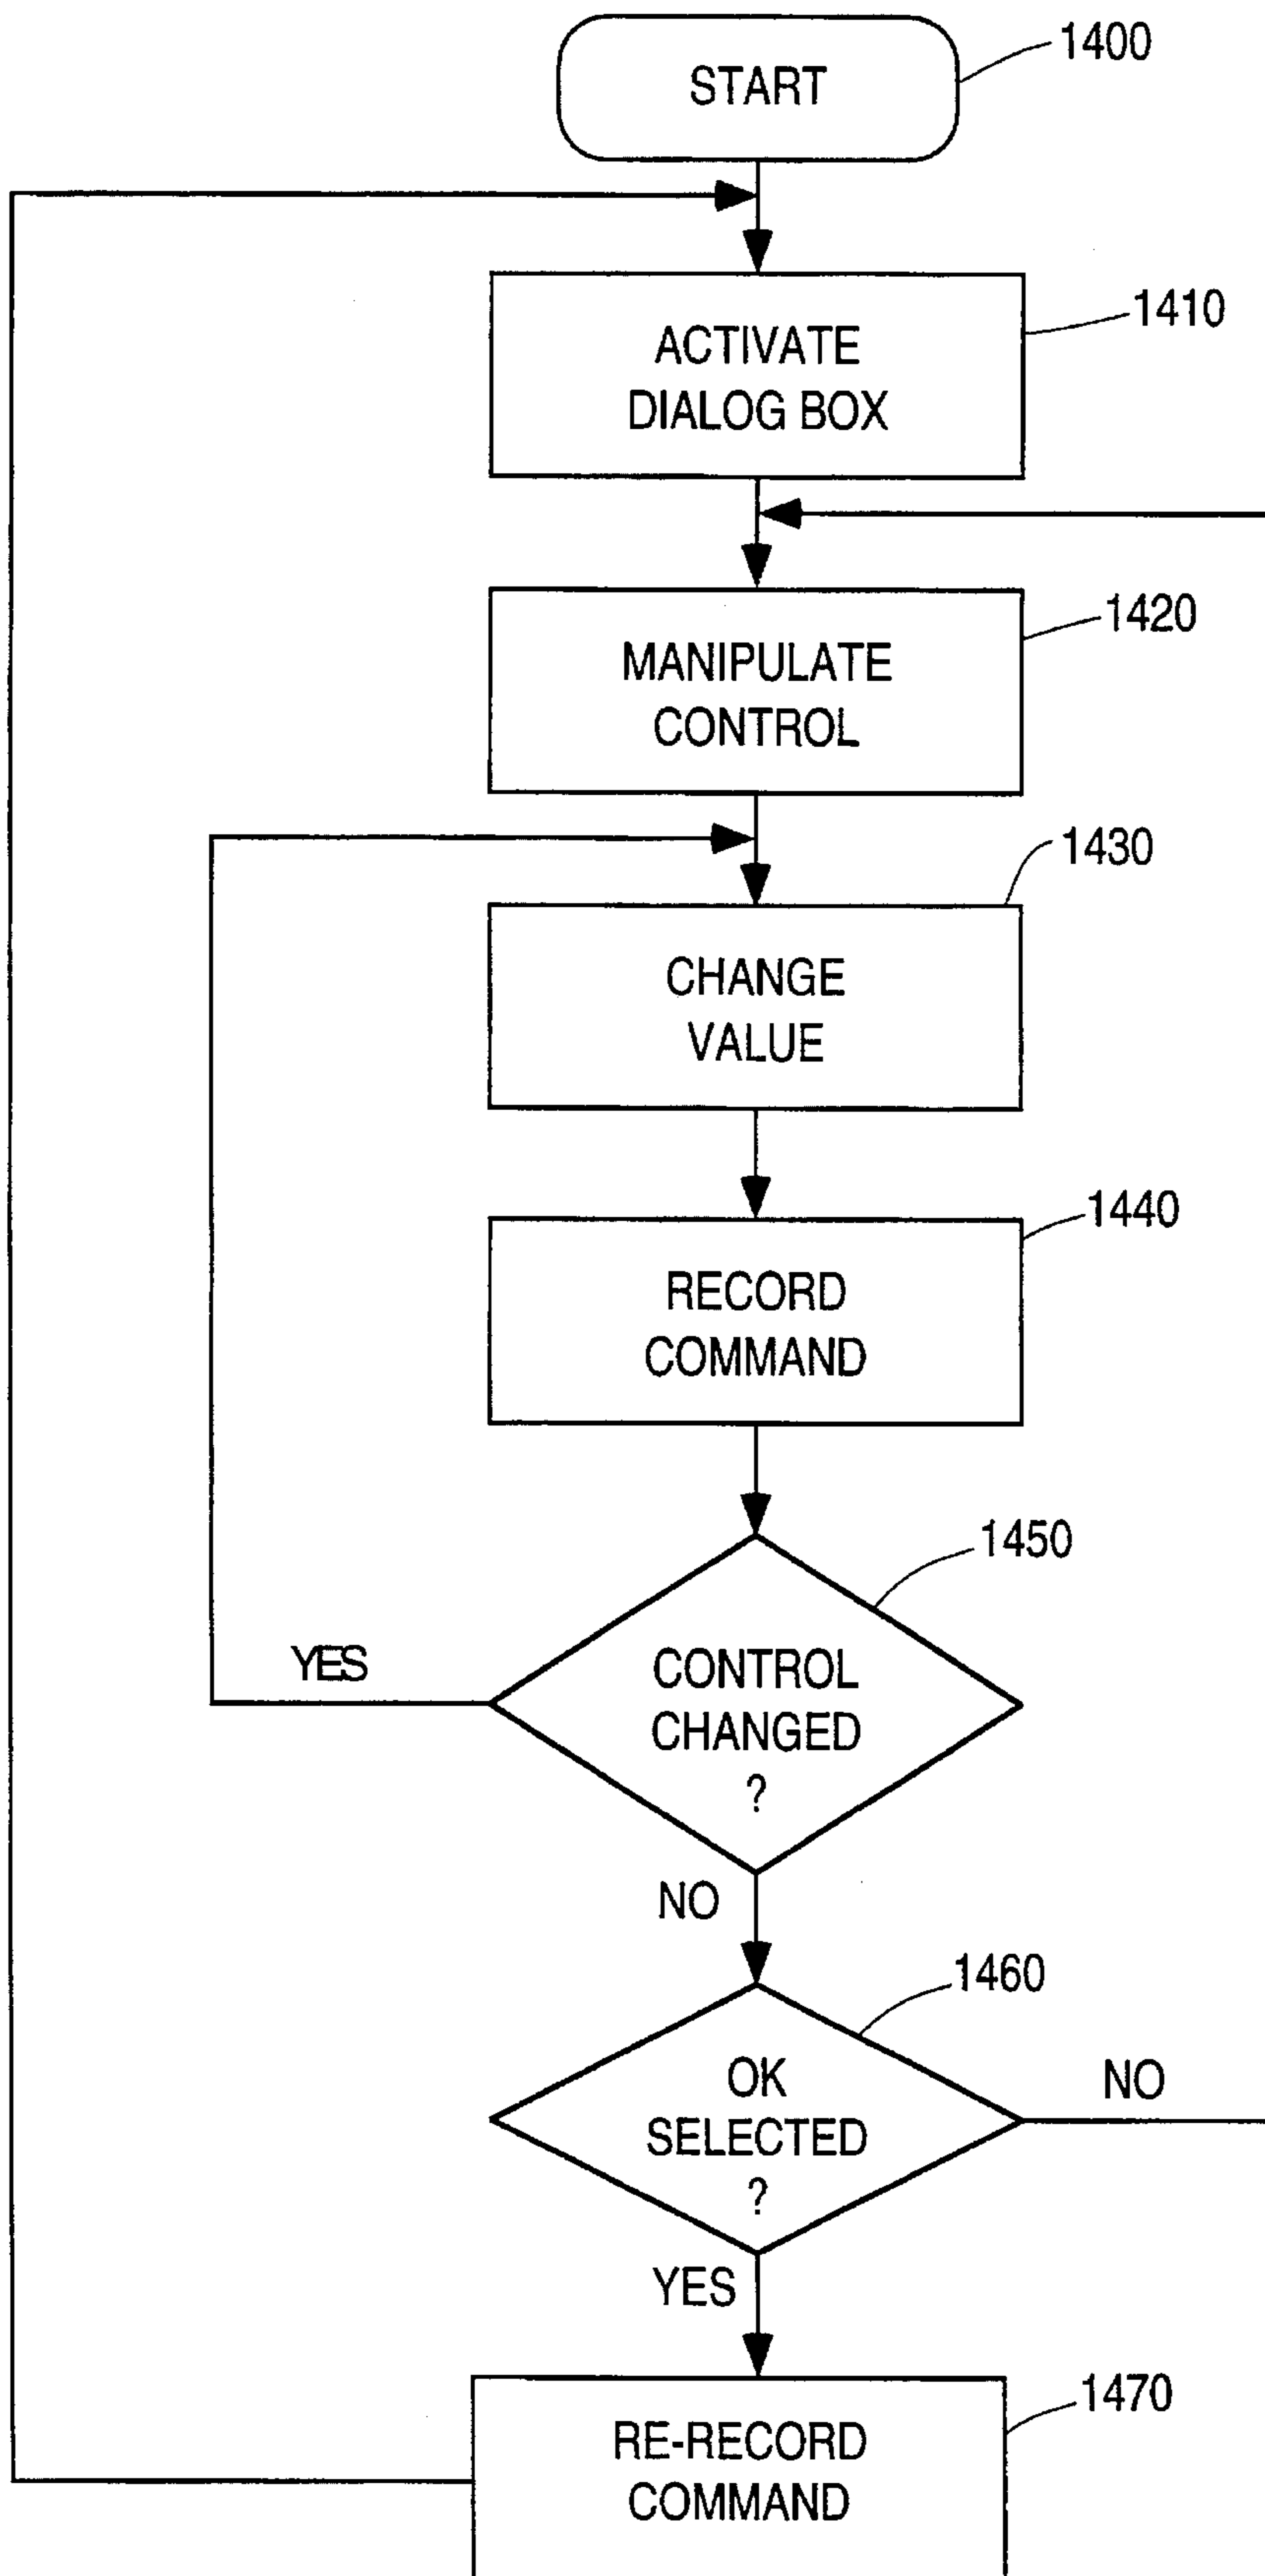 START
1400
ACTIVATE
DIALOG BOX
1410
MANIPULATE
CONTROL
1420
CHANGE
VALUE
1430
RECORD
COMMAND
1440
CONTROL
CHANGED
?
1450
YES
NO
OK
SELECTED
?
1460
NO
YES
RE-RECORD
COMMAND
1470